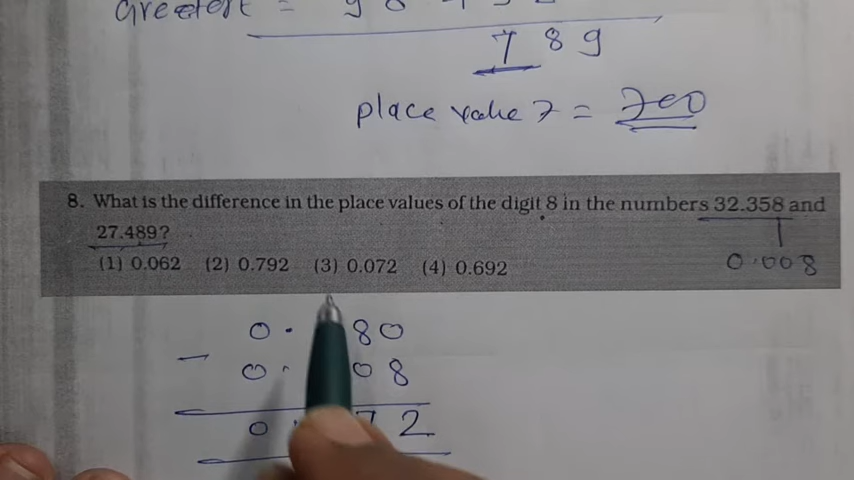 Greatest =
7 8 9
place value 7 = 700
8. What is the difference in the place values of the digit 8 in the numbers 32.358 and
27.489?
(1) 0.062 (2) 0.792 (3) 0.072 (4) 0.692
0.008
0. 80
- 0. 08
0. 72